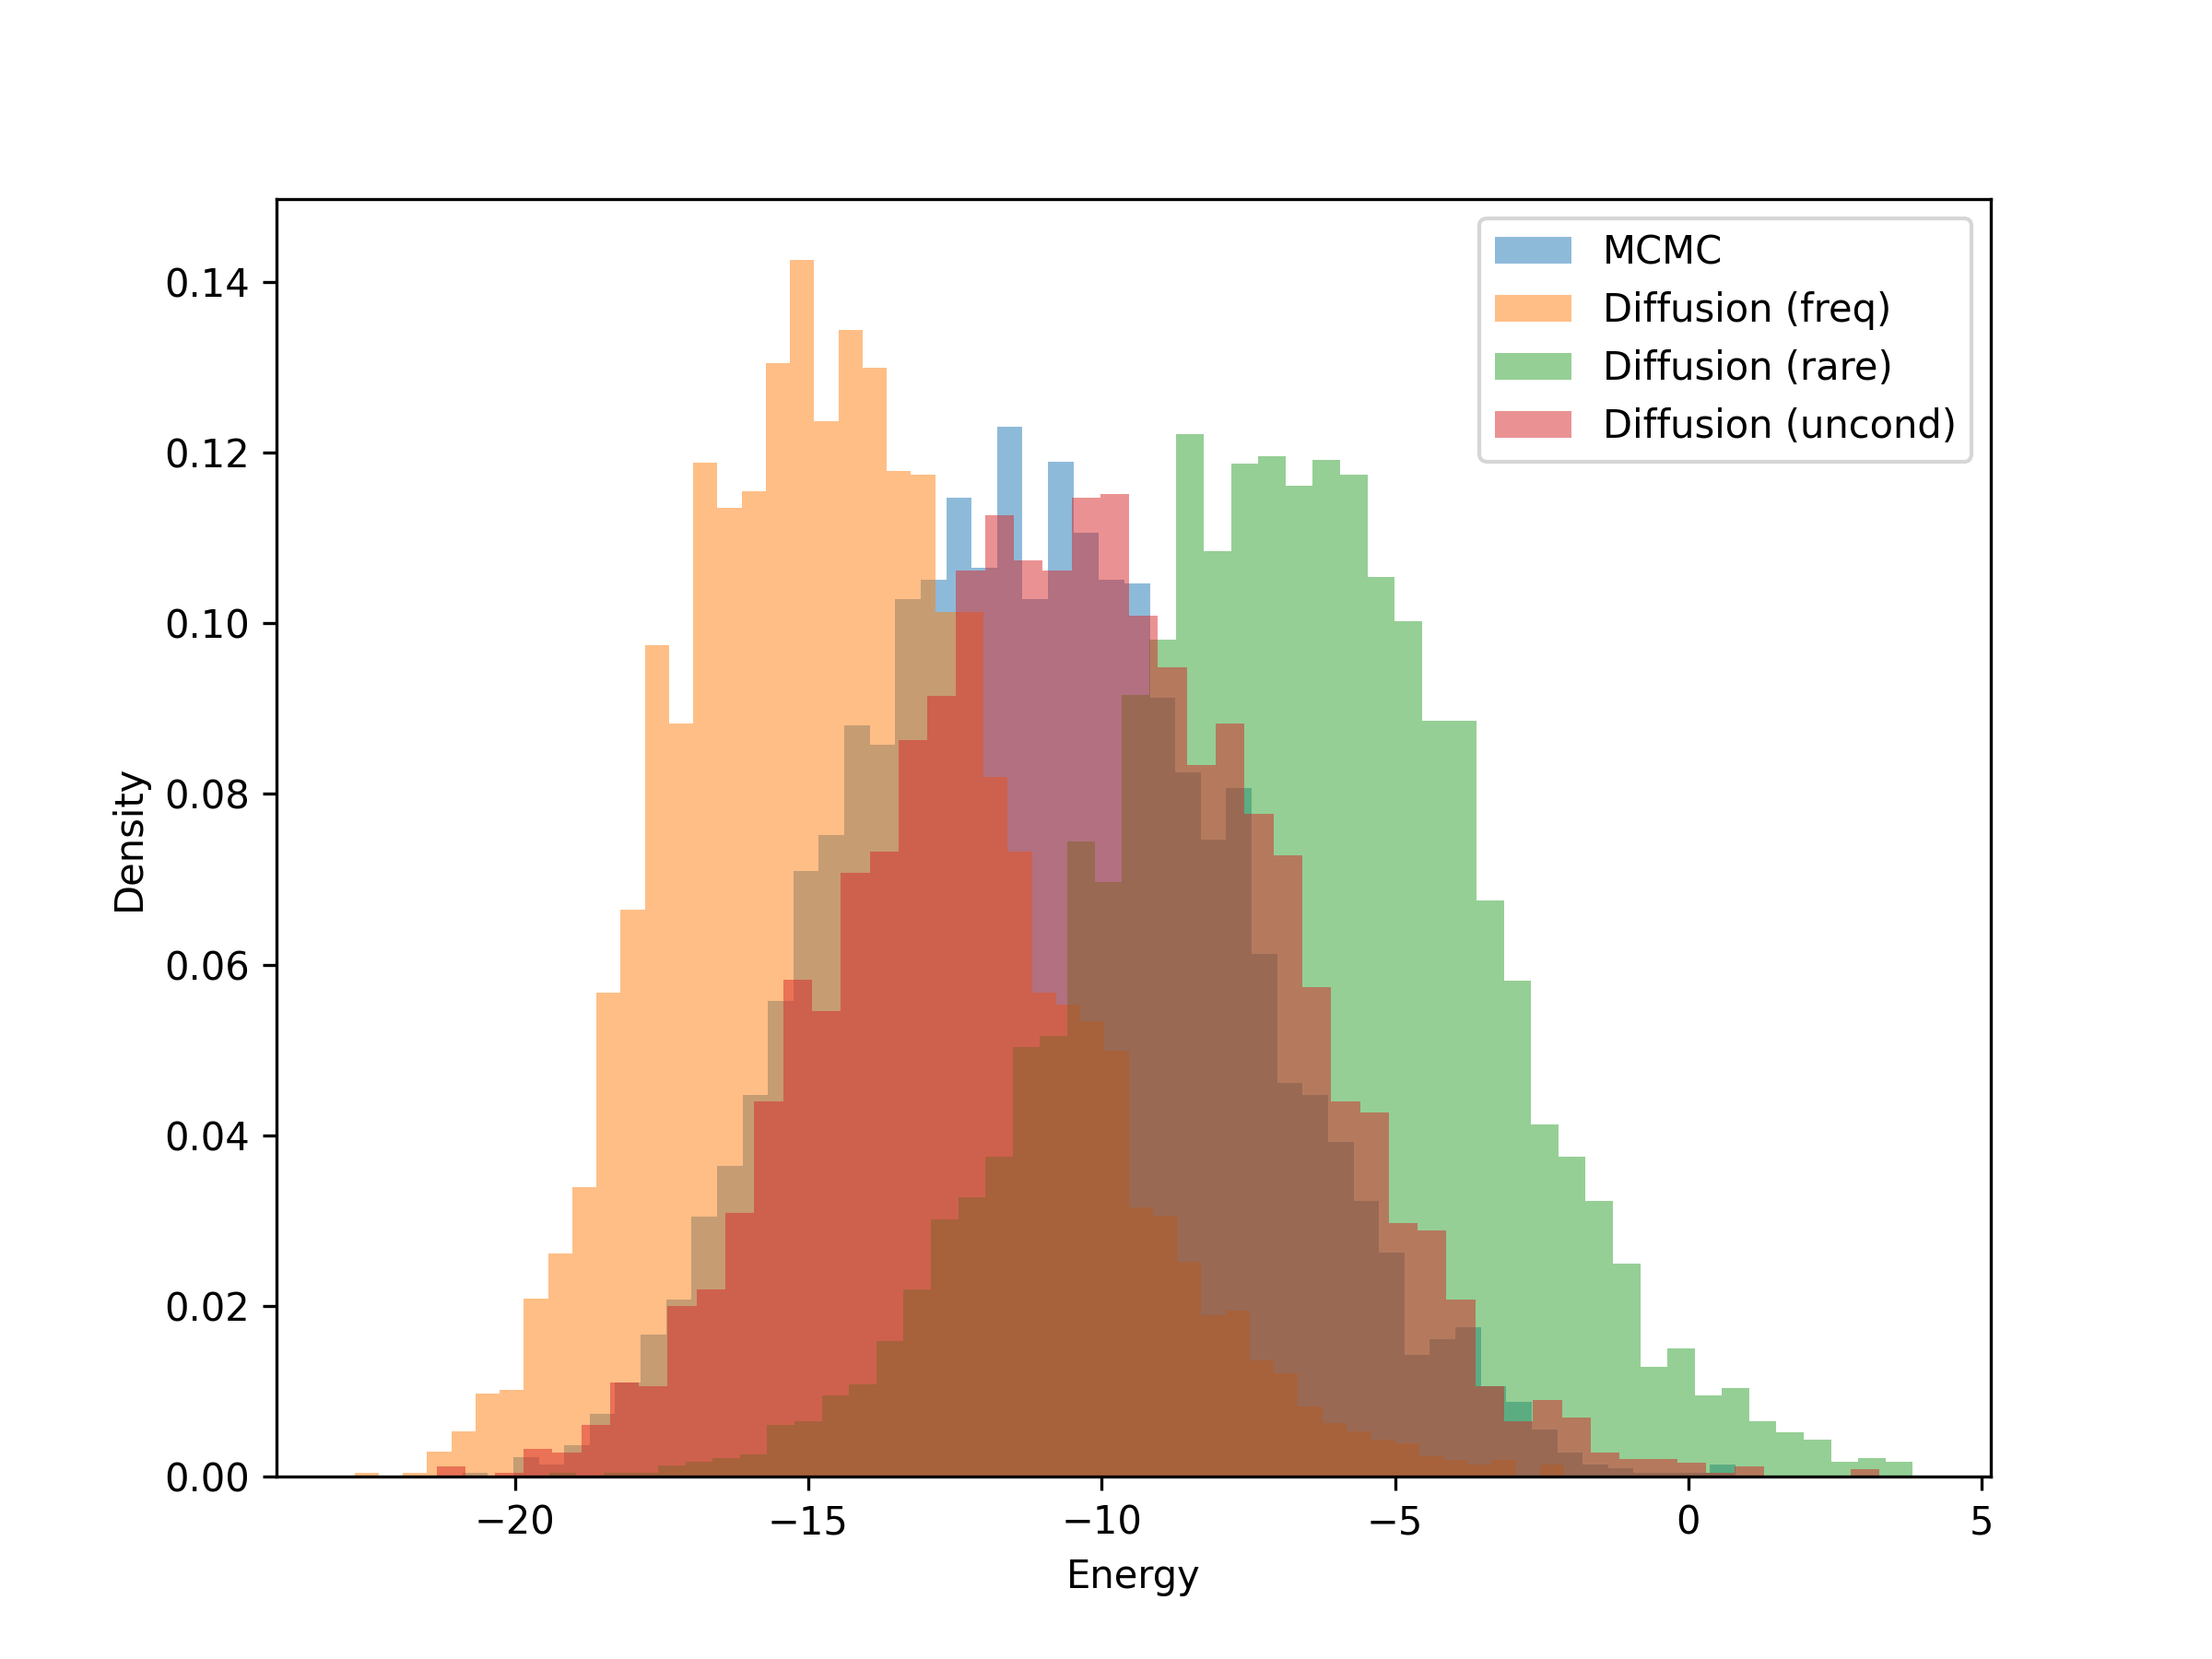 MCMC
Diffusion (freq)
Diffusion (rare)
Diffusion (uncond)
0.14
0.12
0.10
0.08
0.06
0.04
0.02
0.00
Density
−20 −15 −10 −5 0 5
Energy